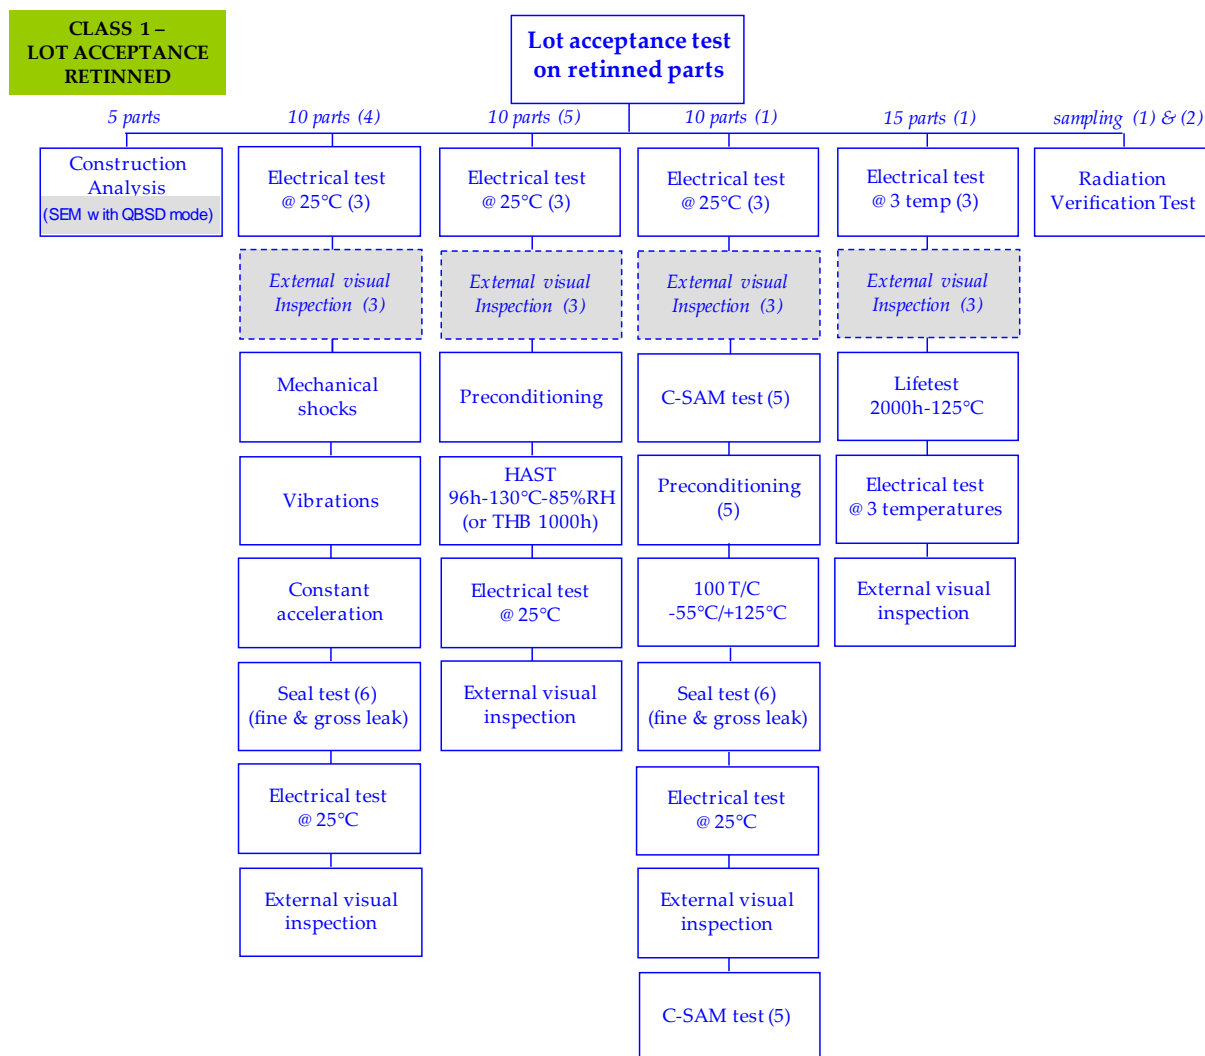 CLASS 1 –
LOT ACCEPTANCE
RETINNED
Lot acceptance test
on retinned parts
5 parts
10 parts (4)
10 parts (5)
10 parts (1)
15 parts (1)
sampling (1) & (2)
Construction
Analysis
(SEM with QBSD mode)
Electrical test
@ 25°C (3)
External visual
Inspection (3)
Mechanical
shocks
Vibrations
Constant
acceleration
Seal test (6)
(fine & gross leak)
Electrical test
@ 25°C
External visual
inspection
Electrical test
@ 25°C (3)
External visual
Inspection (3)
Preconditioning
HAST
96h-130°C-85%RH
(or THB 1000h)
Electrical test
@ 25°C
External visual
inspection
Electrical test
@ 25°C (3)
External visual
Inspection (3)
C-SAM test (5)
Preconditioning
(5)
100 T/C
-55°C/+125°C
Seal test (6)
(fine & gross leak)
Electrical test
@ 25°C
External visual
inspection
C-SAM test (5)
Electrical test
@ 3 temp (3)
External visual
Inspection (3)
Lifetest
2000h-125°C
Electrical test
@ 3 temperatures
External visual
inspection
Radiation
Verification Test